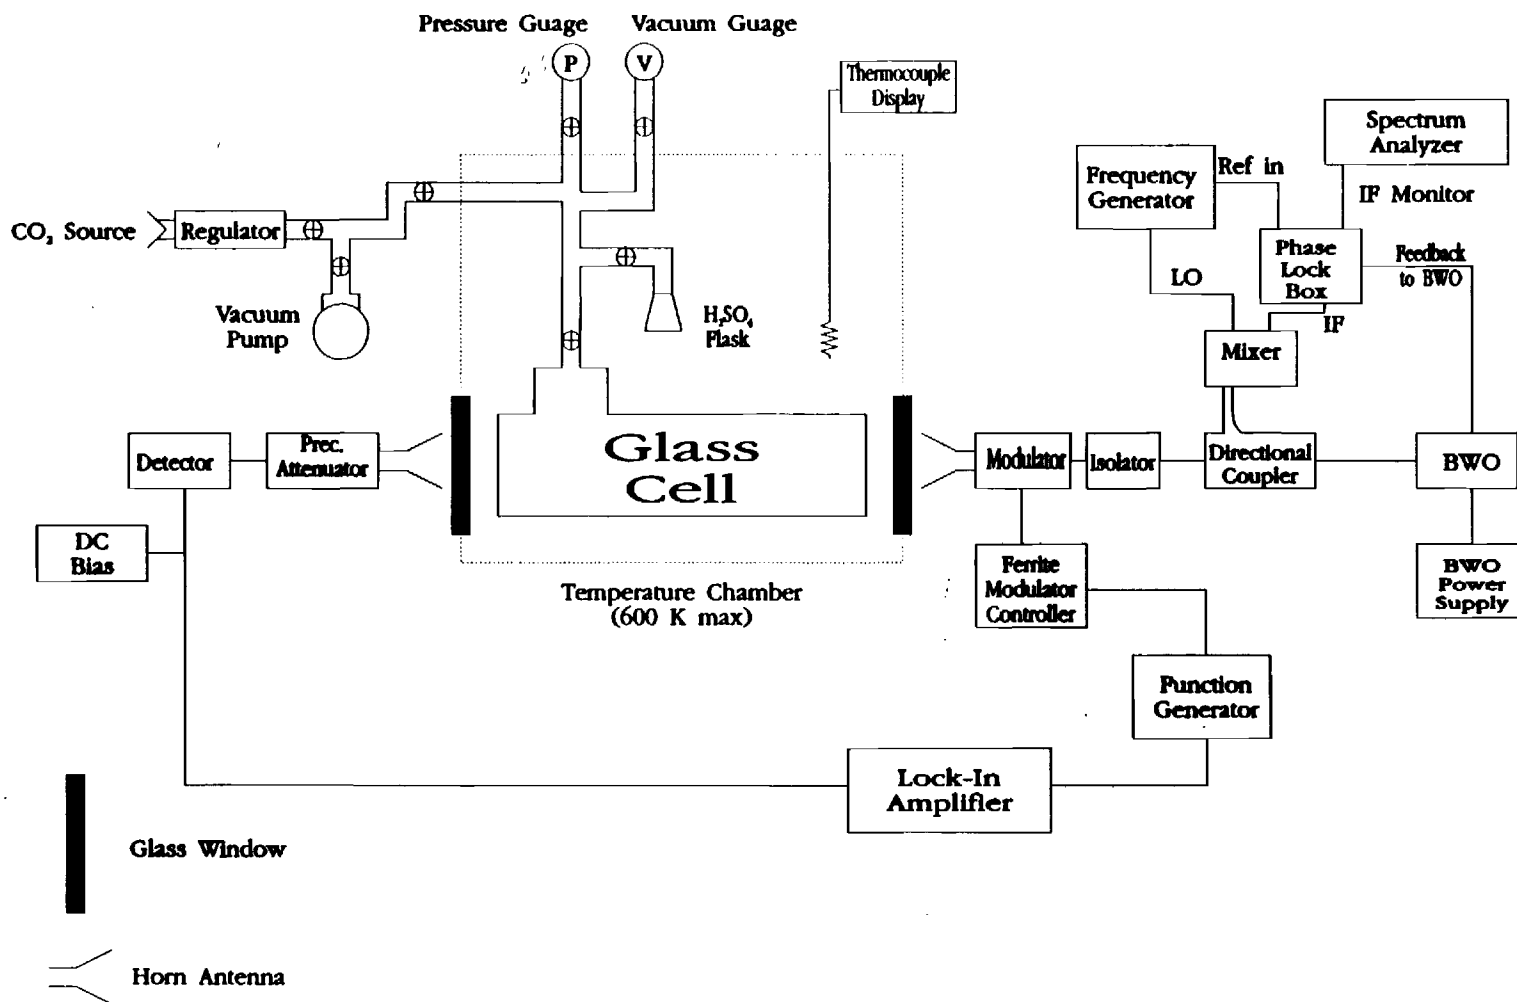 Pressure Guage
Vacuum Guage
P
V
Thermocouple
Display
Spectrum
Analyzer
Frequency
Generator
Ref in
IF Monitor
CO₂ Source
Regulator
Phase
Lock
Box
Feedback
to BWO
LO
IF
Vacuum
Pump
H₂SO₄
Flask
Mixer
Glass
Cell
Detector
Prec.
Attenuator
Modulator
Isolator
Directional
Coupler
BWO
DC
Bias
Temperature Chamber
(600 K max)
Ferrite
Modulator
Controller
BWO
Power
Supply
Function
Generator
Lock-In
Amplifier
Glass Window
Horn Antenna